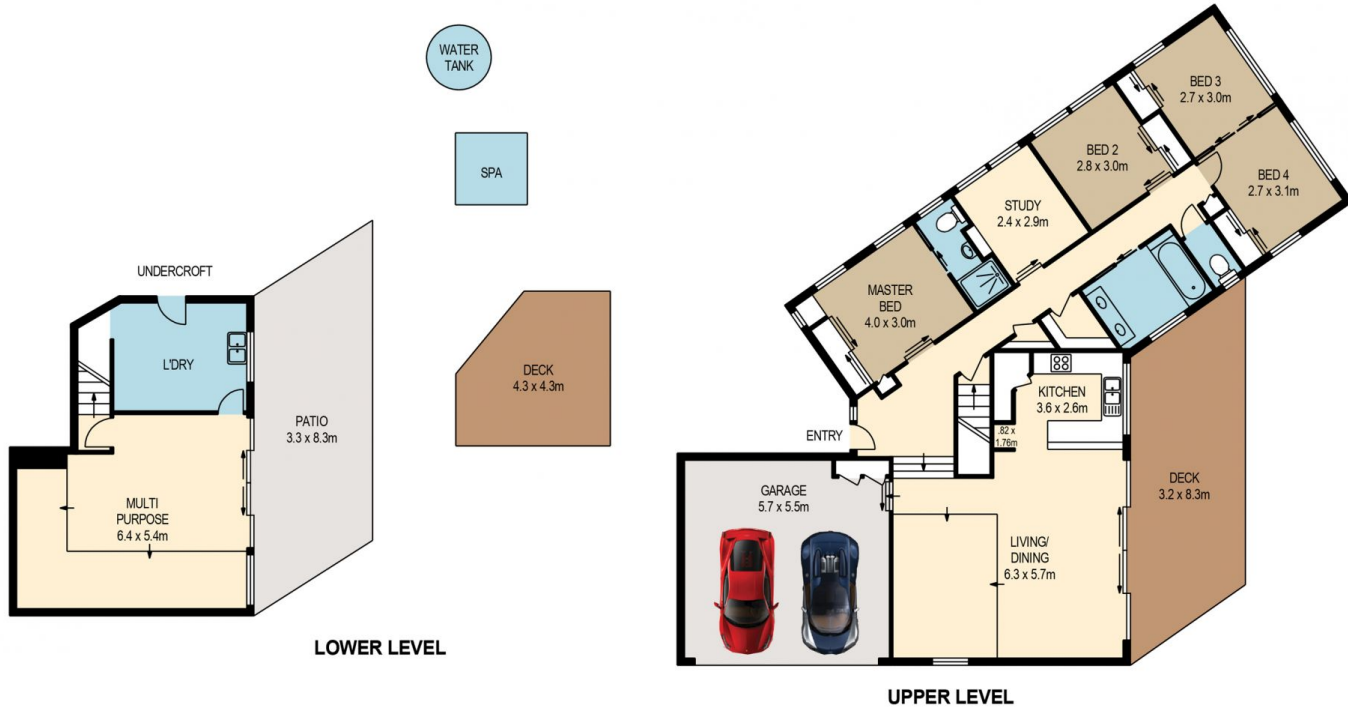 WATER
TANK
SPA
DECK
4.3 x 4.3m
UNDERCROFT
L'DRY
PATIO
3.3 x 8.3m
MULTI
PURPOSE
6.4 x 5.4m
LOWER LEVEL
BED 3
2.7 x 3.0m
BED 2
2.8 x 3.0m
BED 4
2.7 x 3.1m
STUDY
2.4 x 2.9m
MASTER
BED
4.0 x 3.0m
KITCHEN
3.6 x 2.6m
.82 x
1.76m
ENTRY
GARAGE
5.7 x 5.5m
DECK
3.2 x 8.3m
LIVING/
DINING
6.3 x 5.7m
UPPER LEVEL